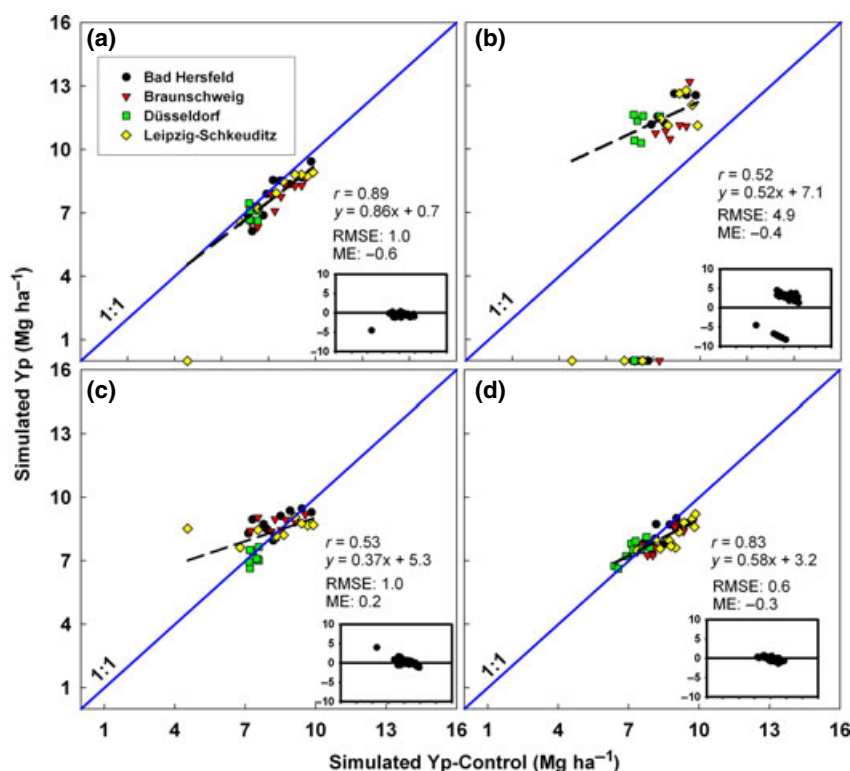 (a)
Bad Hersfeld
Braunschweig
Düsseldorf
Leipzig-Schkeuditz
16
13
10
7
4
1
r = 0.89
y = 0.86x + 0.7
RMSE: 1.0
ME: –0.6
1:1
10
5
0
–5
–10
(b)
r = 0.52
y = 0.52x + 7.1
RMSE: 4.9
ME: –0.4
1:1
10
5
0
–5
–10
(c)
16
13
10
7
4
1
r = 0.53
y = 0.37x + 5.3
RMSE: 1.0
ME: 0.2
1:1
10
5
0
–5
–10
1 4 7 10 13 16
(d)
r = 0.83
y = 0.58x + 3.2
RMSE: 0.6
ME: –0.3
1:1
10
5
0
–5
–10
1 4 7 10 13 16
Simulated Yp (Mg ha⁻¹)
Simulated Yp-Control (Mg ha⁻¹)